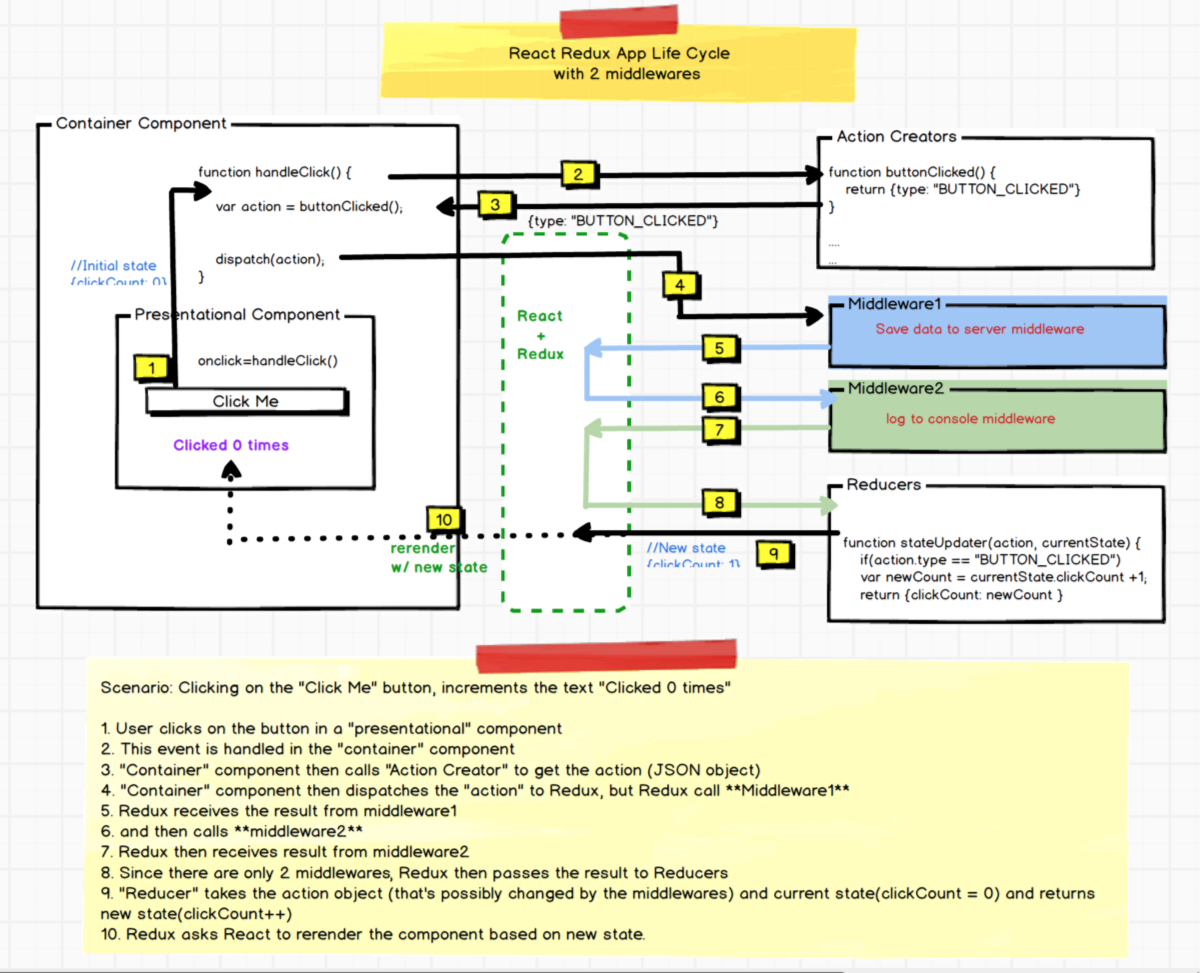 React Redux App Life Cycle
with 2 middlewares
Container Component
function handleClick() {
var action = buttonClicked();
dispatch(action);
}
//Initial state
{clickCount: 0}
Presentational Component
1
onclick=handleClick()
Click Me
Clicked 0 times
2
3
{type: "BUTTON_CLICKED"}
Action Creators
function buttonClicked() {
return {type: "BUTTON_CLICKED"}
}
....
...
4
React
+
Redux
Middleware1
Save data to server middleware
5
6
Middleware2
log to console middleware
7
8
Reducers
function stateUpdater(action, currentState) {
if(action.type == "BUTTON_CLICKED")
var newCount = currentState.clickCount +1;
return {clickCount: newCount }
9
//New state
{clickCount: 1}
10
rerender
w/ new state
Scenario: Clicking on the "Click Me" button, increments the text "Clicked 0 times"
1. User clicks on the button in a "presentational" component
2. This event is handled in the "container" component
3. "Container" component then calls "Action Creator" to get the action (JSON object)
4. "Container" component then dispatches the "action" to Redux, but Redux call **Middleware1**
5. Redux receives the result from middleware1
6. and then calls **middleware2**
7. Redux then receives result from middleware2
8. Since there are only 2 middlewares, Redux then passes the result to Reducers
9. "Reducer" takes the action object (that's possibly changed by the middlewares) and current state(clickCount = 0) and returns
new state(clickCount++)
10. Redux asks React to rerender the component based on new state.